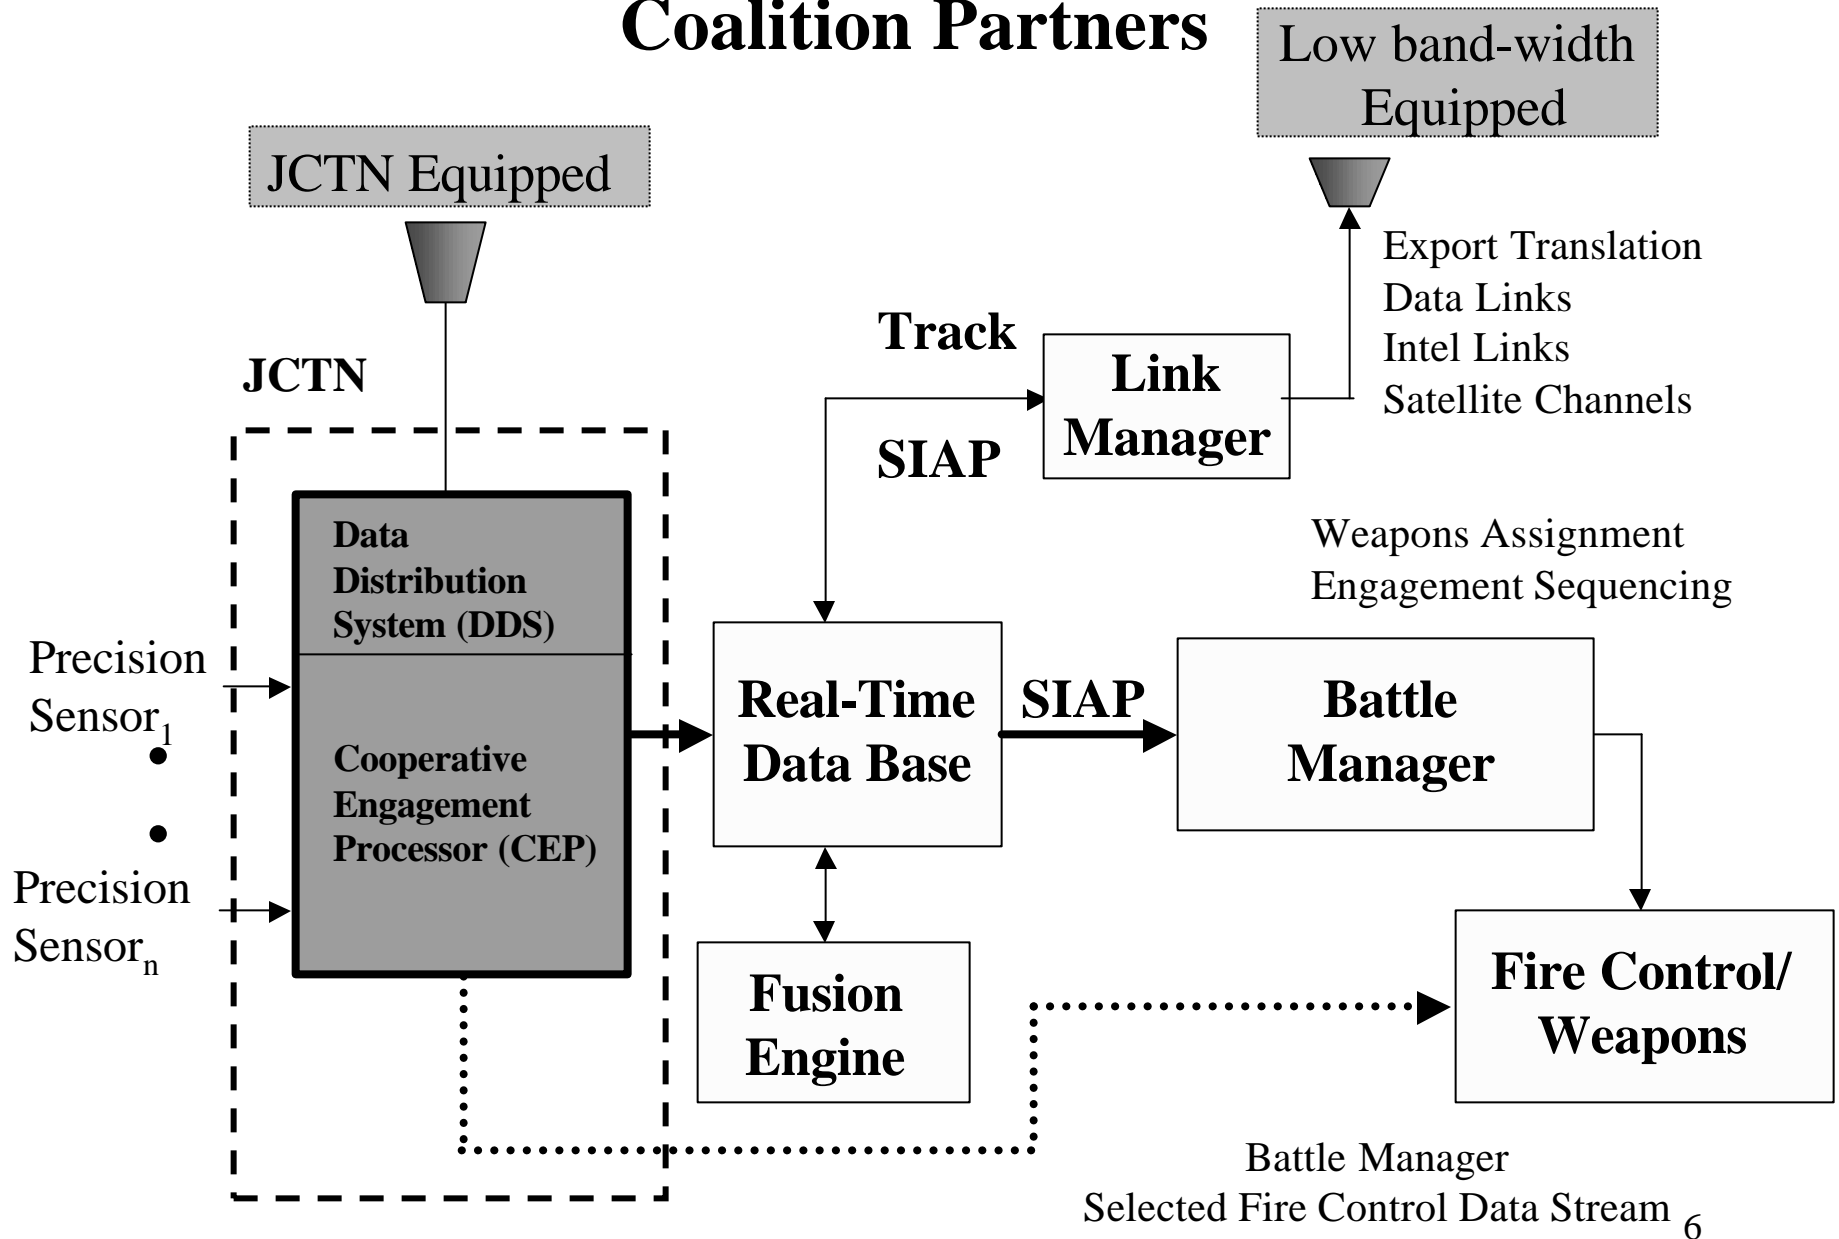 Coalition Partners
Low band-width
Equipped
JCTN Equipped
Export Translation
Data Links
Intel Links
Satellite Channels
Track
Link
Manager
JCTN
SIAP
Data
Distribution
System (DDS)
Weapons Assignment
Engagement Sequencing
Precision
Sensor1
Real-Time
Data Base
SIAP
Battle
Manager
Cooperative
Engagement
Processor (CEP)
Precision
Sensorn
Fusion
Engine
Fire Control/
Weapons
Battle Manager
Selected Fire Control Data Stream
6